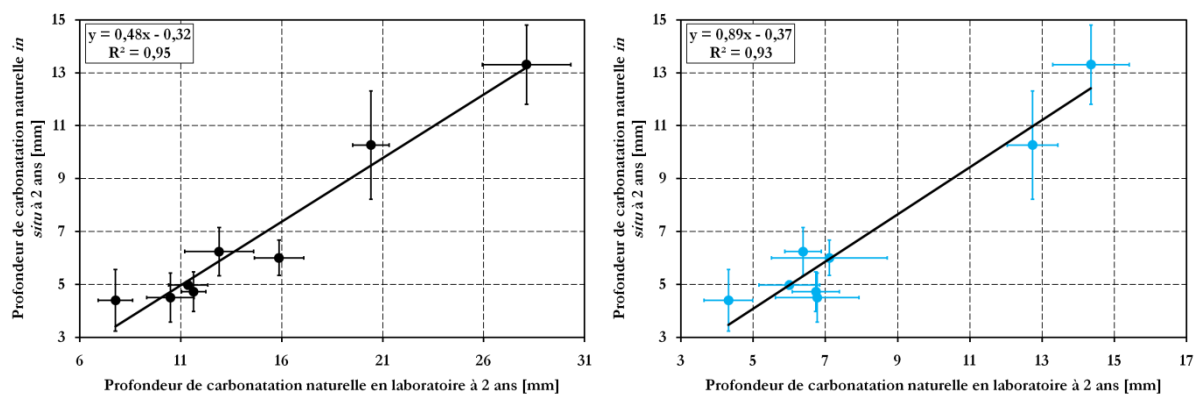 Profondeur de carbonatation naturelle in
situ à 2 ans [mm]
15
13
11
9
7
5
3
y = 0,48x - 0,32
R² = 0,95
6
11
16
21
26
31
Profondeur de carbonatation naturelle en laboratoire à 2 ans [mm]
Profondeur de carbonatation naturelle in
situ à 2 ans [mm]
15
13
11
9
7
5
3
y = 0,89x - 0,37
R² = 0,93
3
5
7
9
11
13
15
17
Profondeur de carbonatation naturelle en laboratoire à 2 ans [mm]